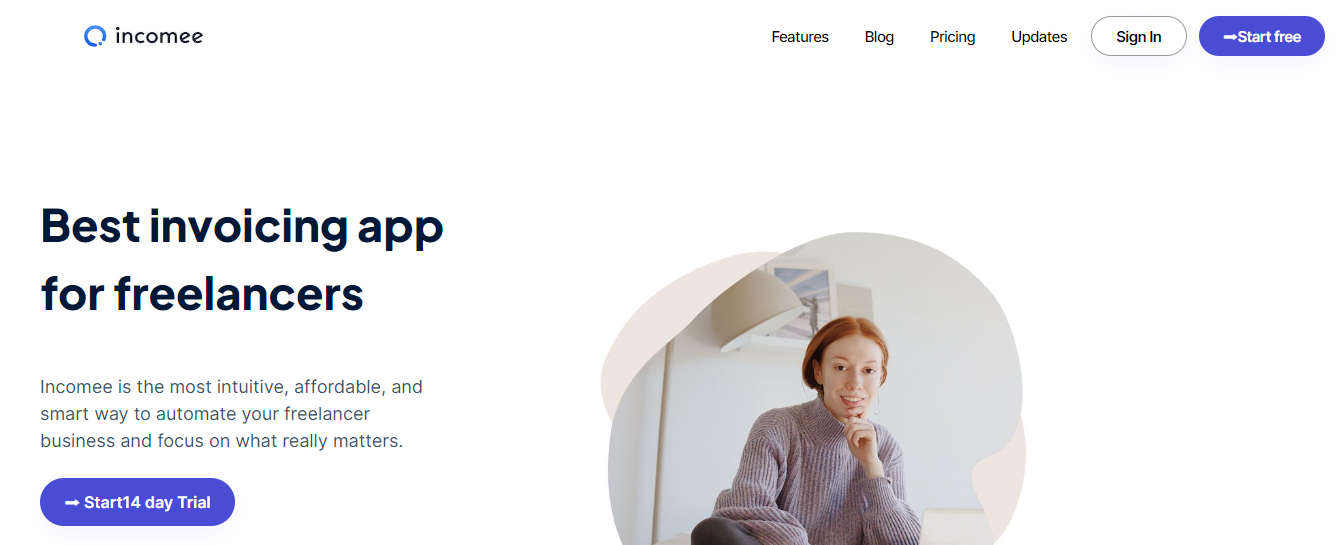 incomee
Features Blog Pricing Updates Sign In ➞Start free
Best invoicing app
for freelancers
Incomee is the most intuitive, affordable, and
smart way to automate your freelancer
business and focus on what really matters.
➞ Start14 day Trial